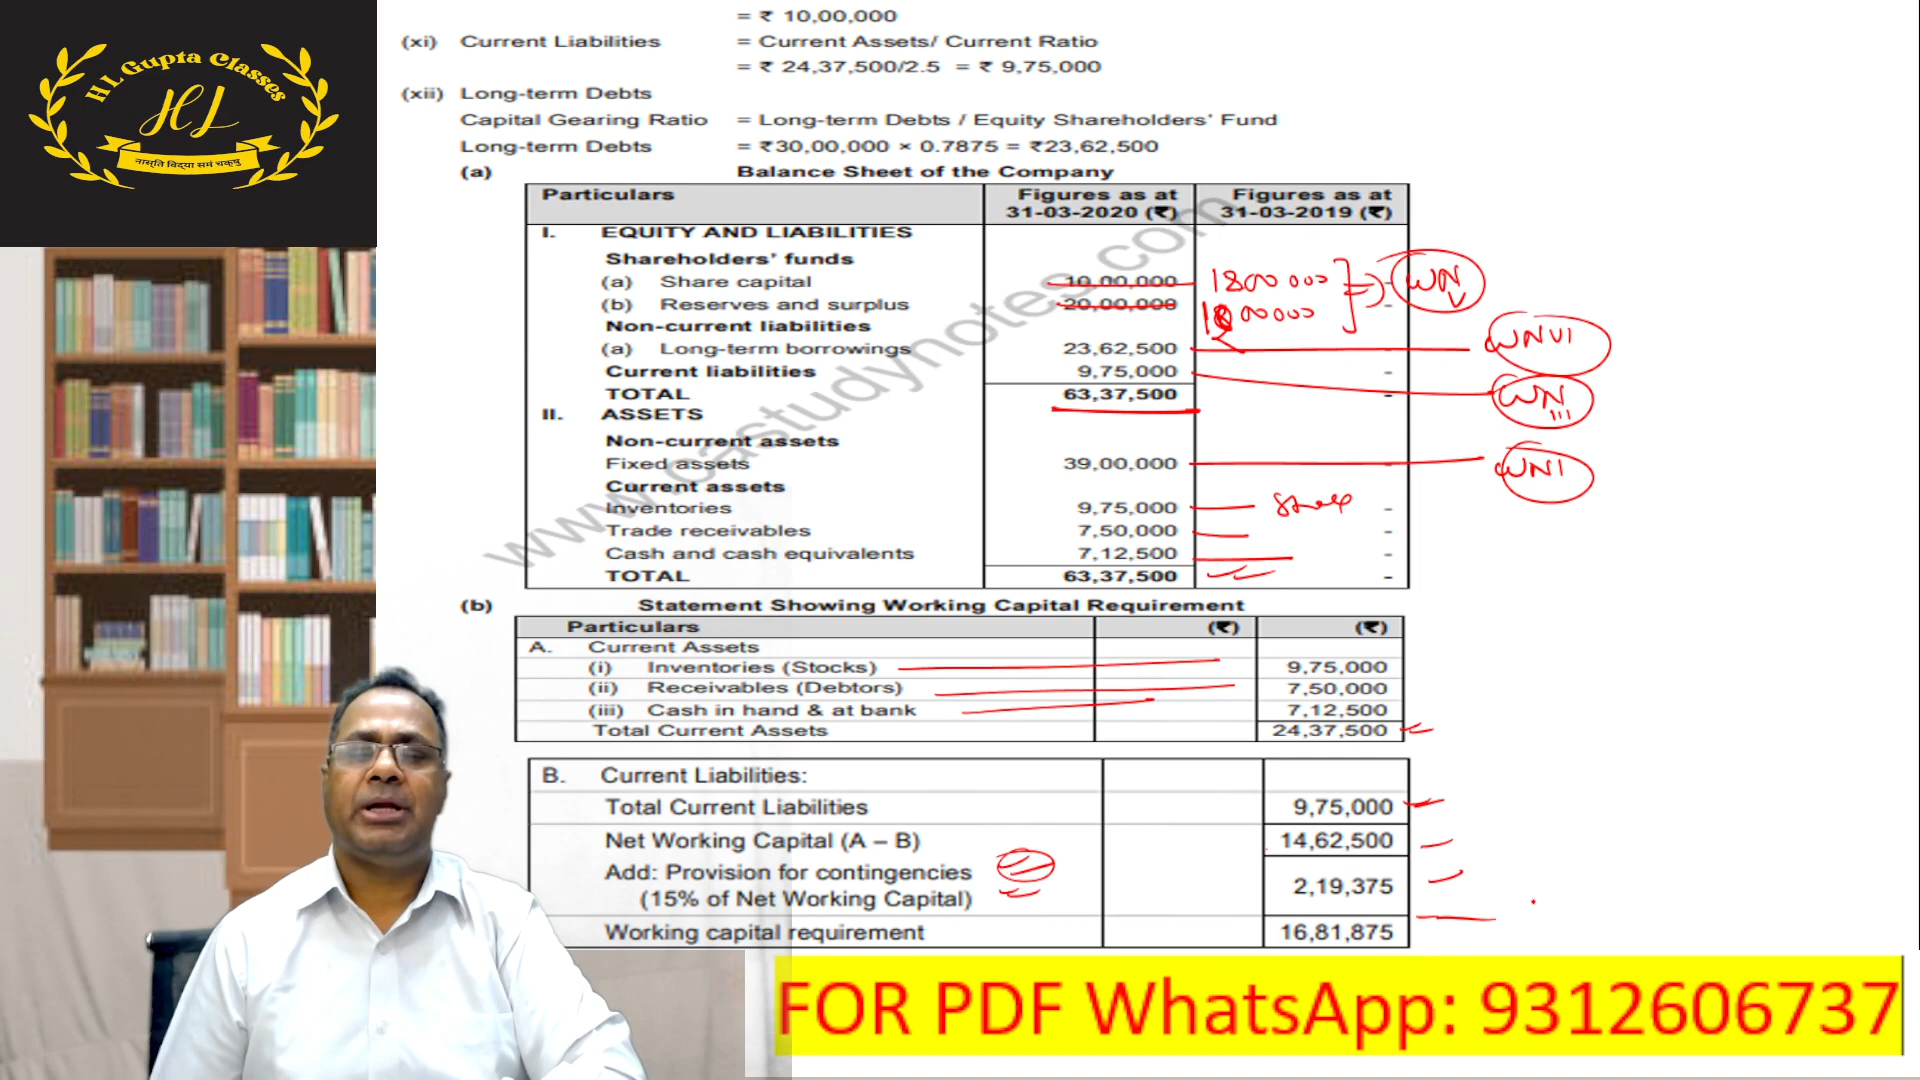 HL Gupta Classes
HL
नास्ति विद्या समं चक्षु
= ₹ 10,00,000
(xi) Current Liabilities = Current Assets/ Current Ratio
= ₹ 24,37,500/2.5 = ₹ 9,75,000
(xii) Long-term Debts
Capital Gearing Ratio = Long-term Debts / Equity Shareholders' Fund
Long-term Debts = ₹30,00,000 × 0.7875 = ₹23,62,500
(a) Balance Sheet of the Company
Particulars Figures as at 31-03-2020 (₹) Figures as at 31-03-2019 (₹)
I. EQUITY AND LIABILITIES
Shareholders' funds
(a) Share capital 10,00,000 1800 000 - WN V
(b) Reserves and surplus 20,00,000 -
Non-current liabilities
(a) Long-term borrowings 23,62,500 - WNVI
Current liabilities 9,75,000 -
TOTAL 63,37,500 - WN III
II. ASSETS
Non-current assets
Fixed assets 39,00,000 - WNI
Current assets
Inventories 9,75,000 -
Trade receivables 7,50,000 -
Cash and cash equivalents 7,12,500 -
TOTAL 63,37,500 -
www.castudynotes.com
(b) Statement Showing Working Capital Requirement
Particulars (₹) (₹)
A. Current Assets
(i) Inventories (Stocks) 9,75,000
(ii) Receivables (Debtors) 7,50,000
(iii) Cash in hand & at bank 7,12,500
Total Current Assets 24,37,500
B. Current Liabilities:
Total Current Liabilities 9,75,000
Net Working Capital (A – B) 14,62,500
Add: Provision for contingencies
(15% of Net Working Capital) 2,19,375
Working capital requirement 16,81,875
FOR PDF WhatsApp: 9312606737